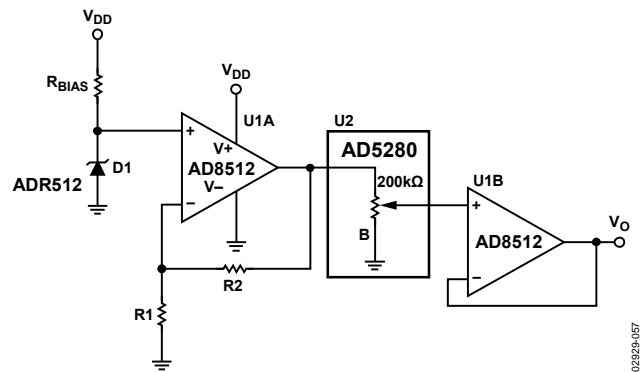 VDD
RBIAS
D1
ADR512
VDD
U1A
+
V+
AD8512
V–
–
R2
R1
U2
AD5280
200kΩ
B
U1B
+
AD8512
–
VO
02929-057